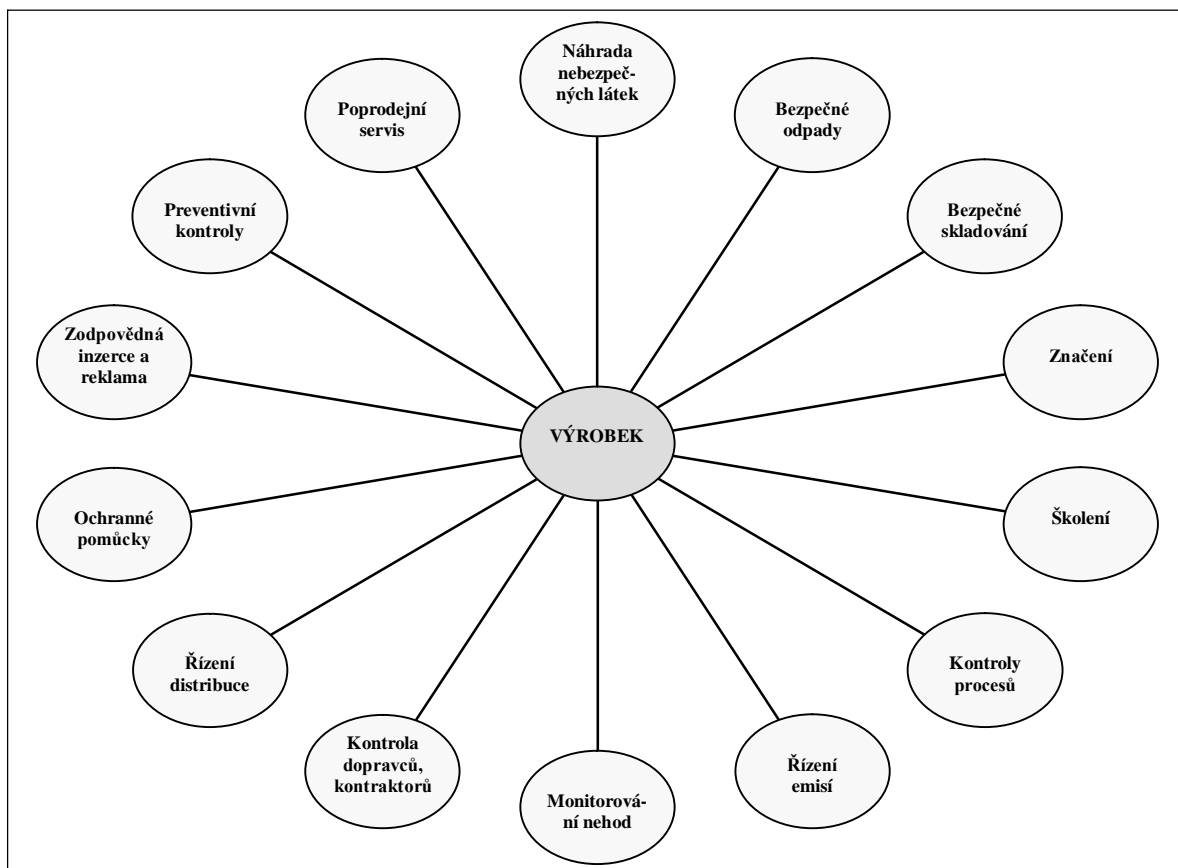 Náhrada
nebezpeč-
ných látek
Poprodejní
servis
Bezpečné
odpady
Preventivní
kontroly
Bezpečné
skladování
Zodpovědná
inzerce a
reklama
Značení
VÝROBEK
Ochranné
pomůcky
Školení
Řízení
distribuce
Kontroly
procesů
Kontrola
dopravců,
kontraktorů
Řízení
emisí
Monitorová-
ní nehod